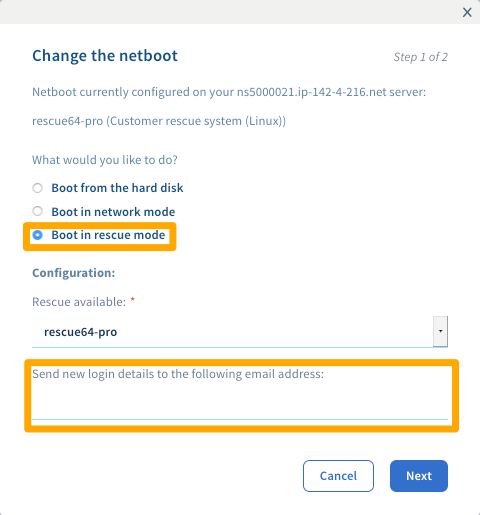 Change the netboot
Step 1 of 2
Netboot currently configured on your ns5000021.ip-142-4-216.net server:
rescue64-pro (Customer rescue system (Linux))
What would you like to do?
Boot from the hard disk
Boot in network mode
Boot in rescue mode
Configuration:
Rescue available: *
rescue64-pro
Send new login details to the following email address:
Cancel
Next